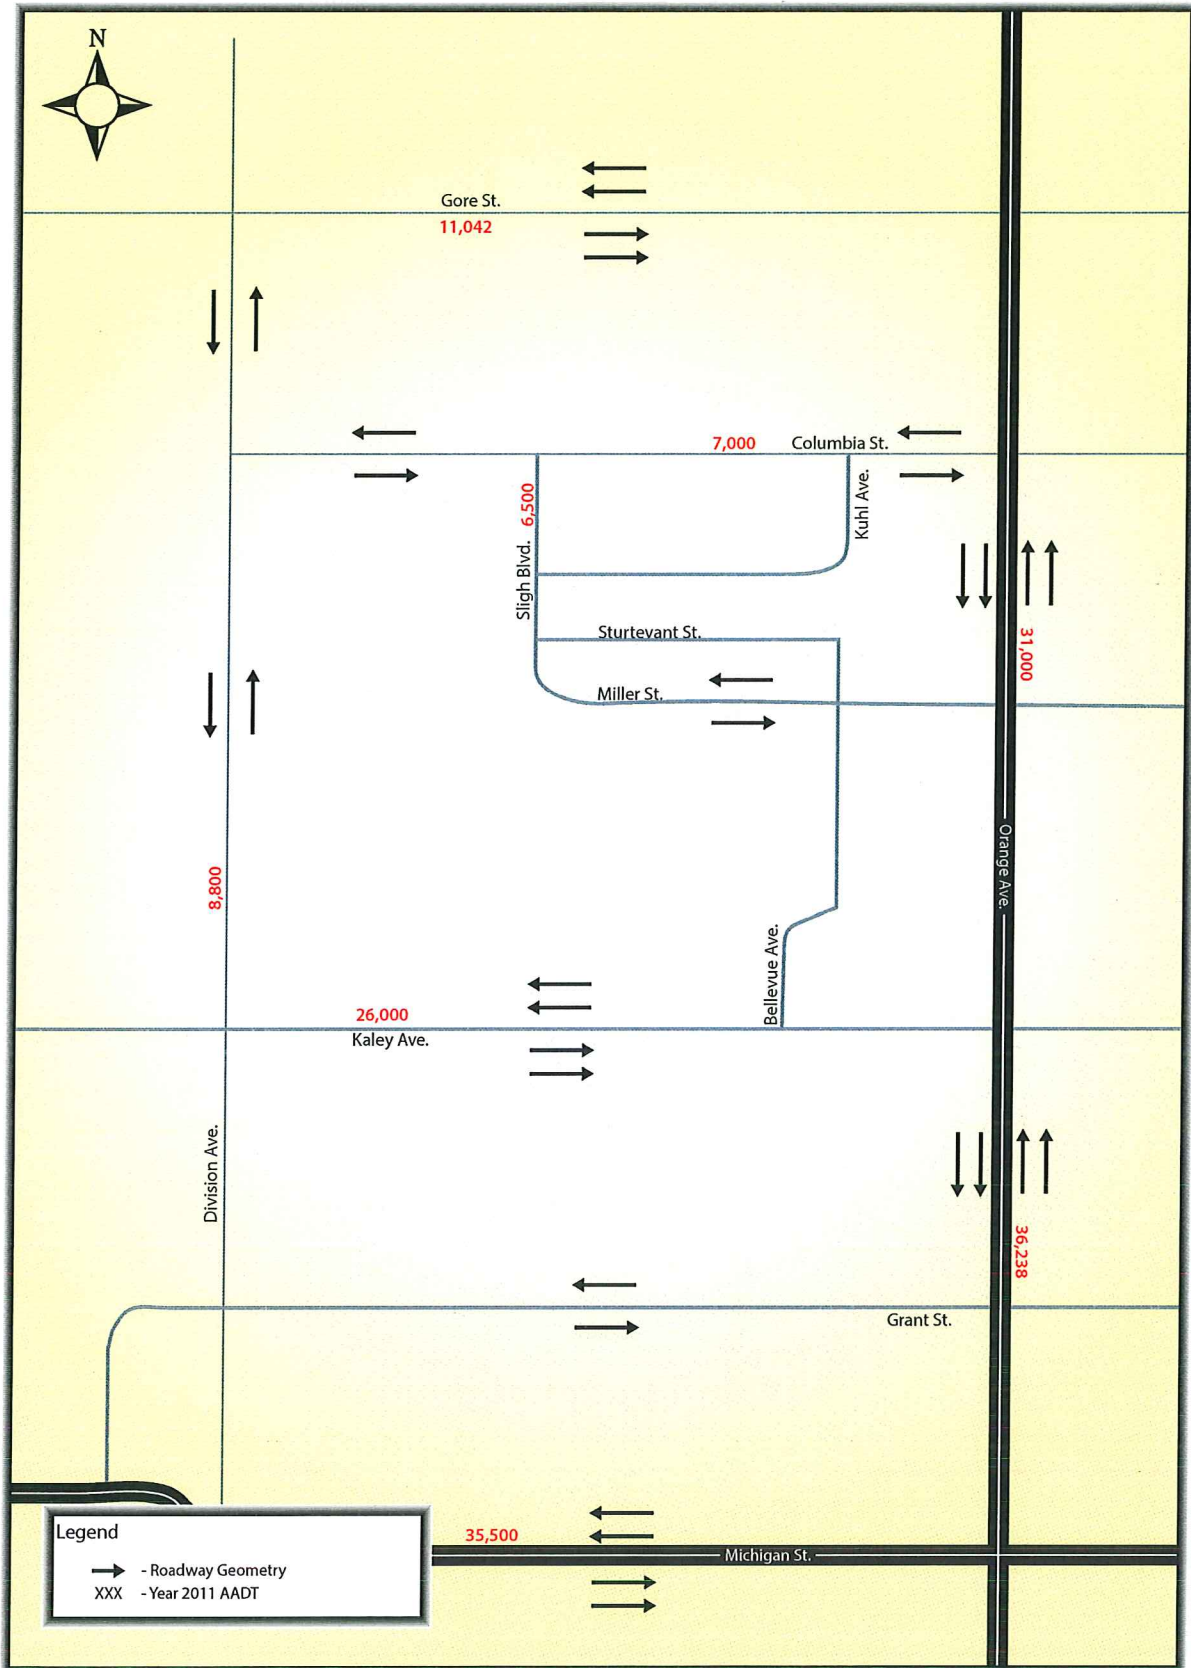 N
Gore St.
11,042
7,000
Columbia St.
6,500
Kuhl Ave.
Sligh Blvd.
Sturtevant St.
31,000
Miller St.
Orange Ave.
8,800
Bellevue Ave.
26,000
Kaley Ave.
Division Ave.
36,238
Grant St.
Legend
- Roadway Geometry
XXX - Year 2011 AADT
35,500
Michigan St.